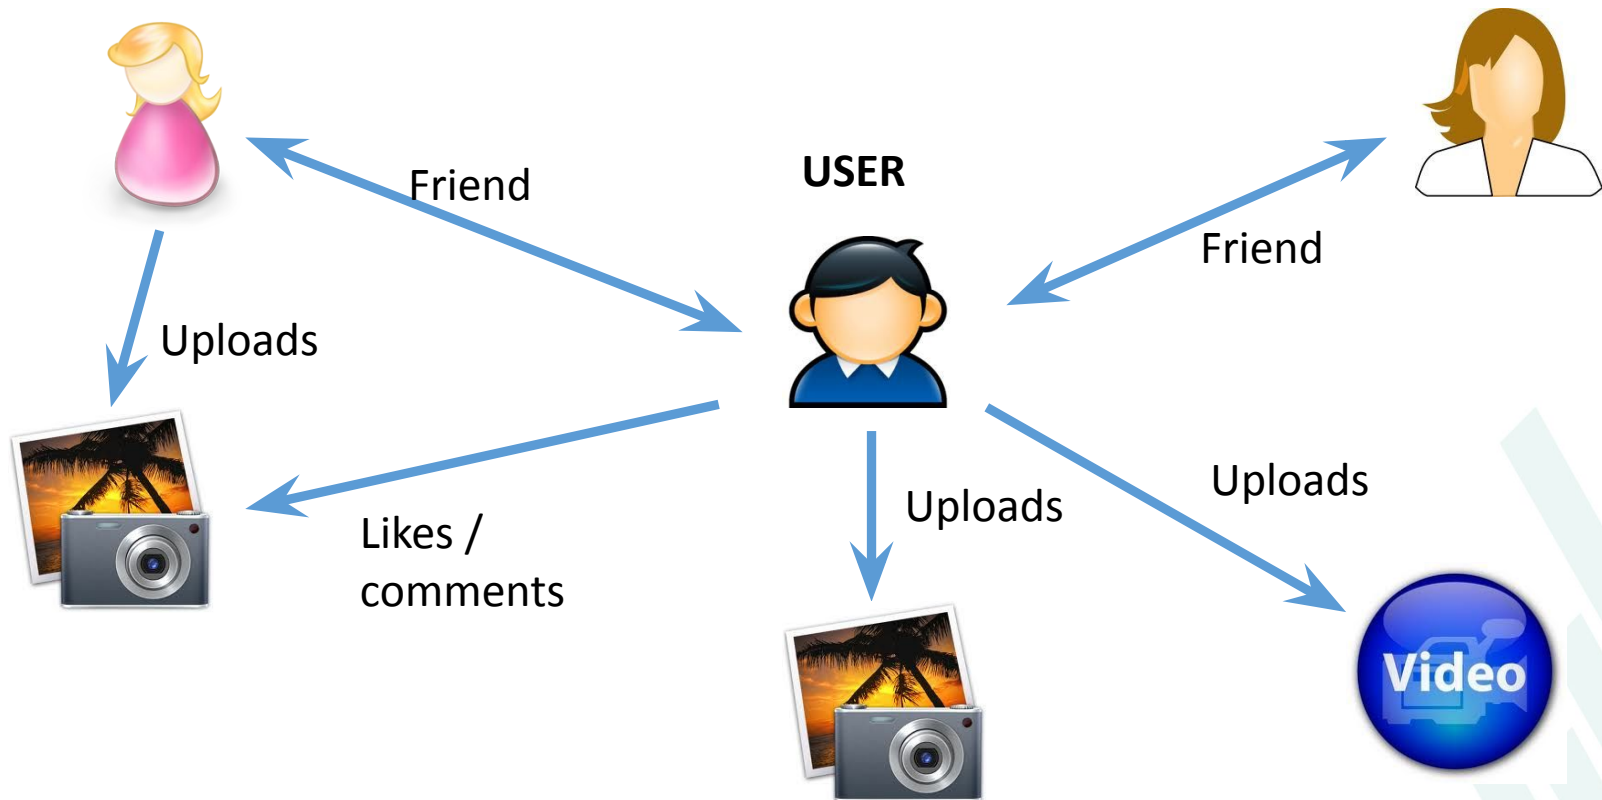 USER
Friend
Friend
Uploads
Uploads
Uploads
Likes /
comments
Video